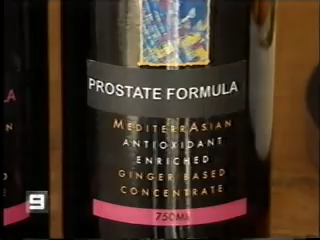 PROSTATE FORMULA
MEDITERRASIAN
ANTIOXIDANT
ENRICHED
GINGER BASED
CONCENTRATE
750ML
9